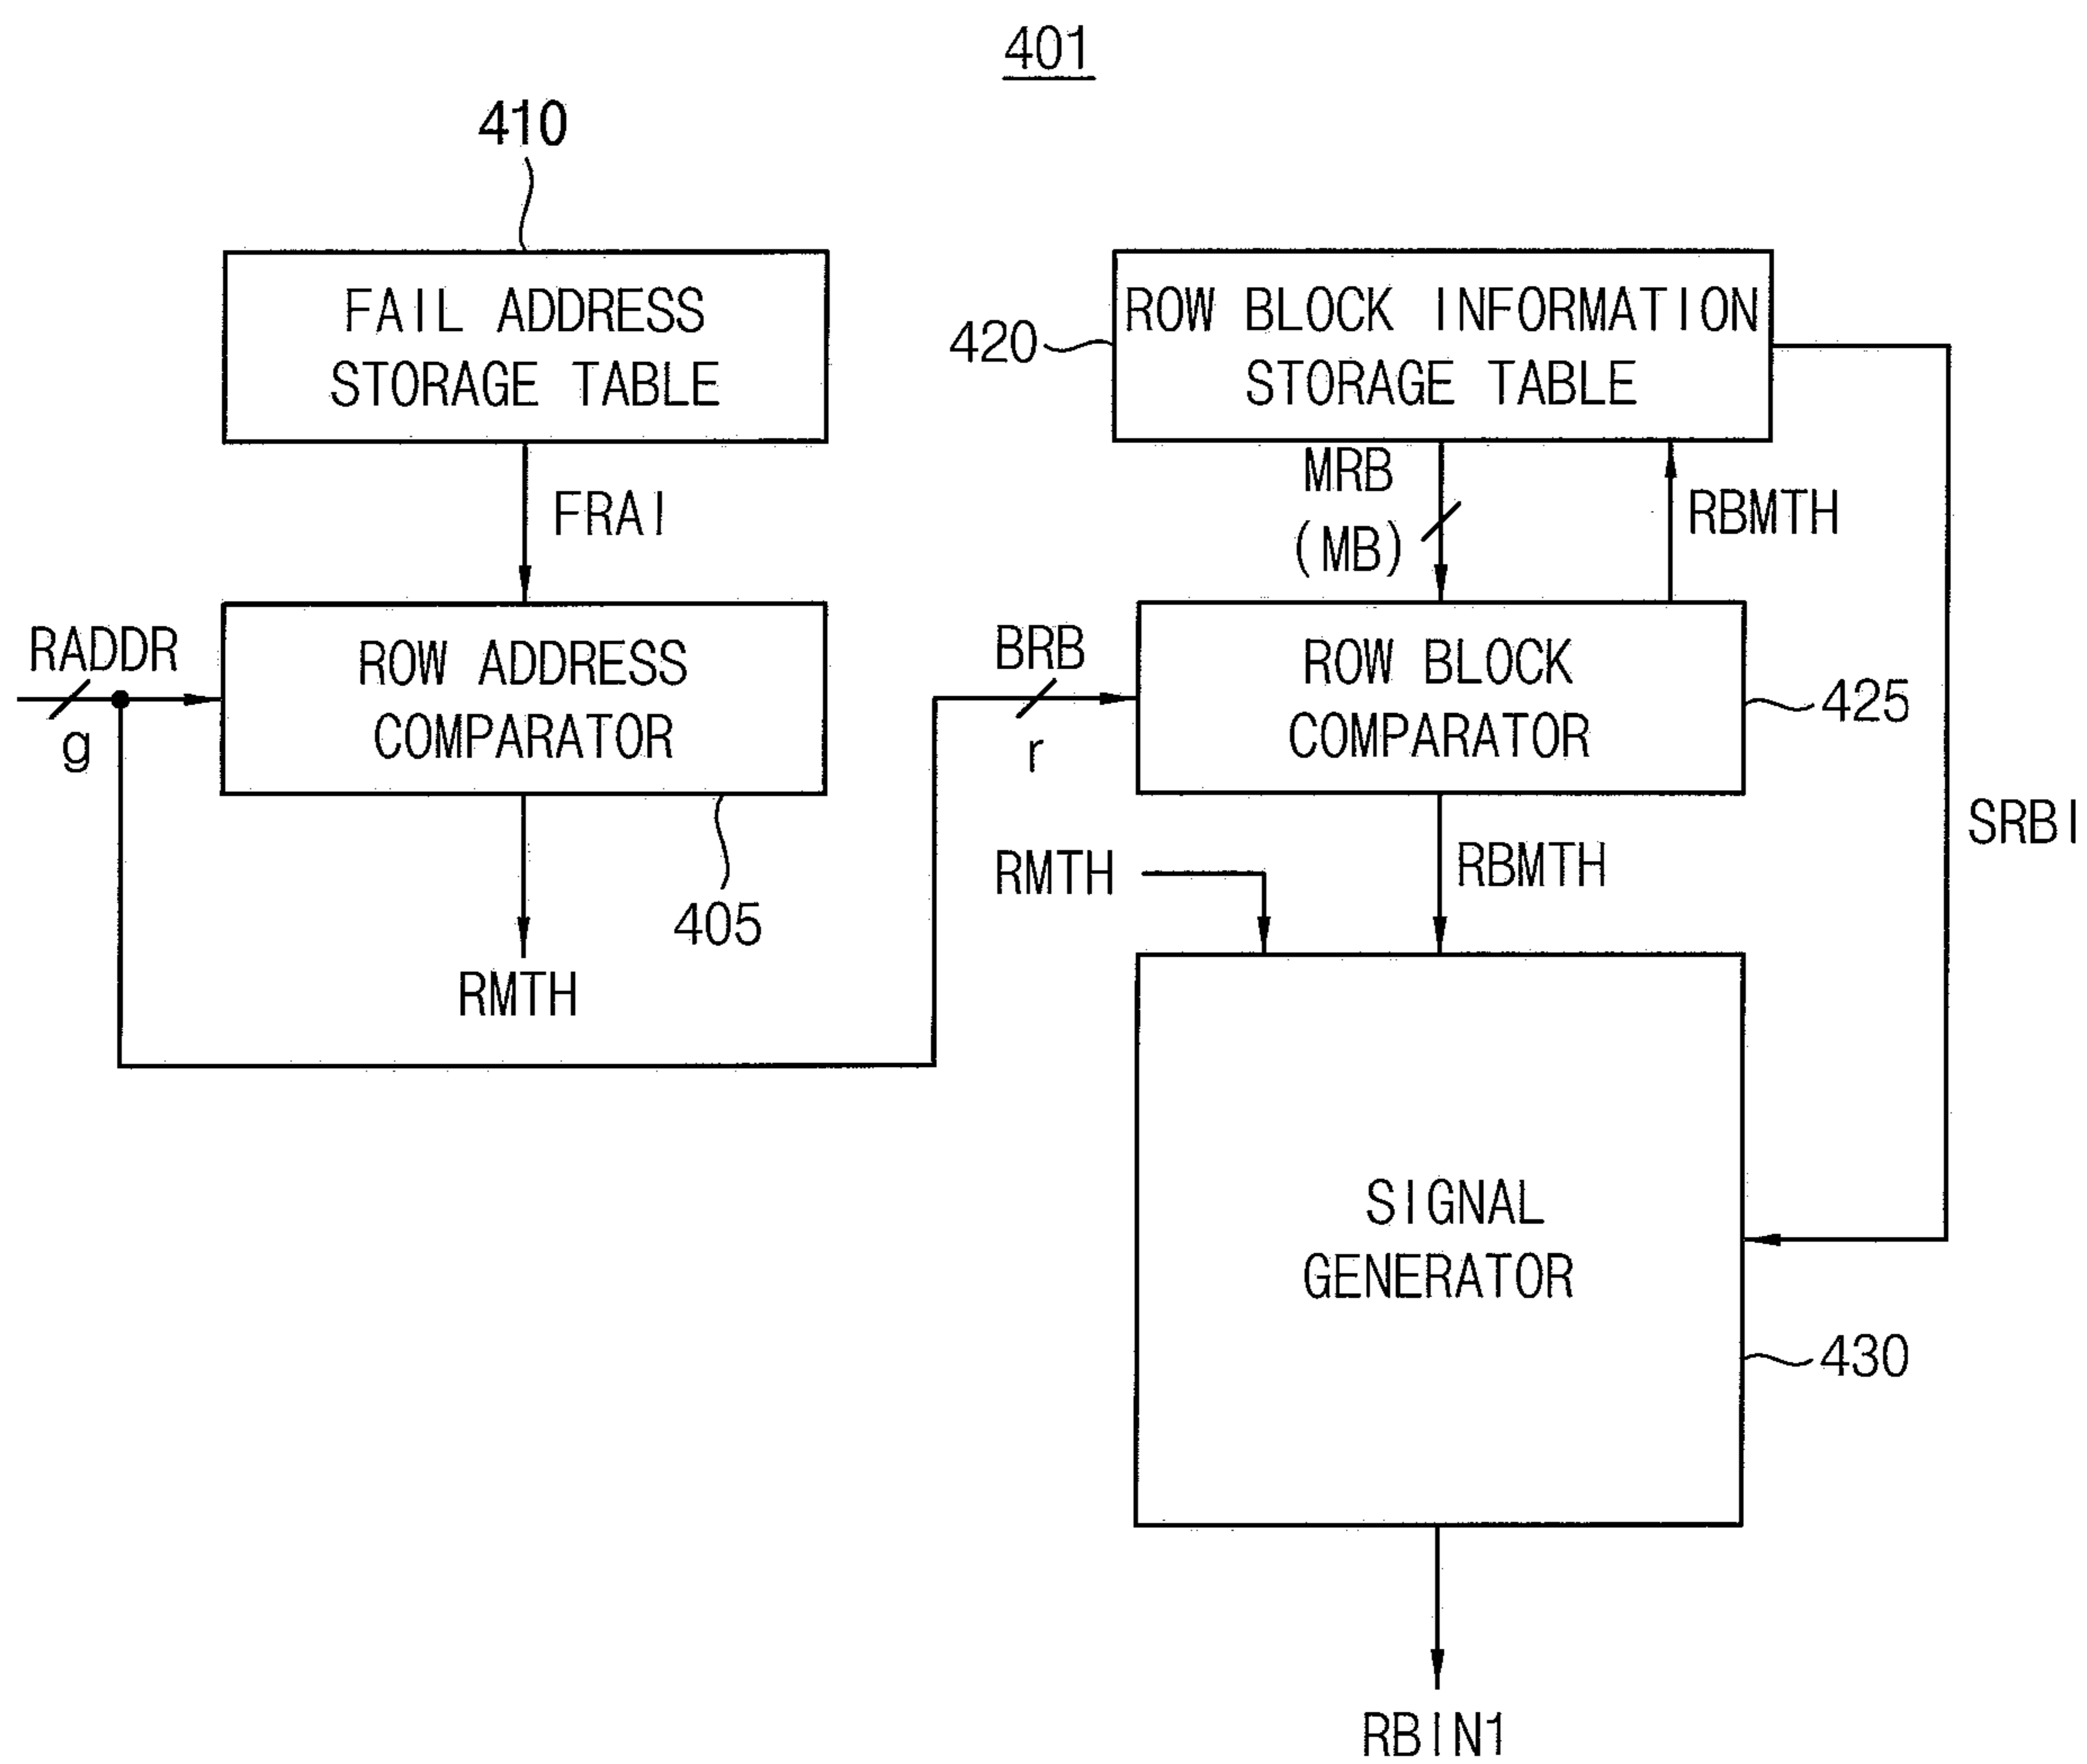 401
410
FAIL ADDRESS
STORAGE TABLE
420
ROW BLOCK INFORMATION
STORAGE TABLE
FRAI
MRB
(MB)
RBMTH
RADDR
g
ROW ADDRESS
COMPARATOR
405
RMTH
BRB
r
ROW BLOCK
COMPARATOR
425
SRBI
RMTH
RBMTH
SIGNAL
GENERATOR
430
RBIN1